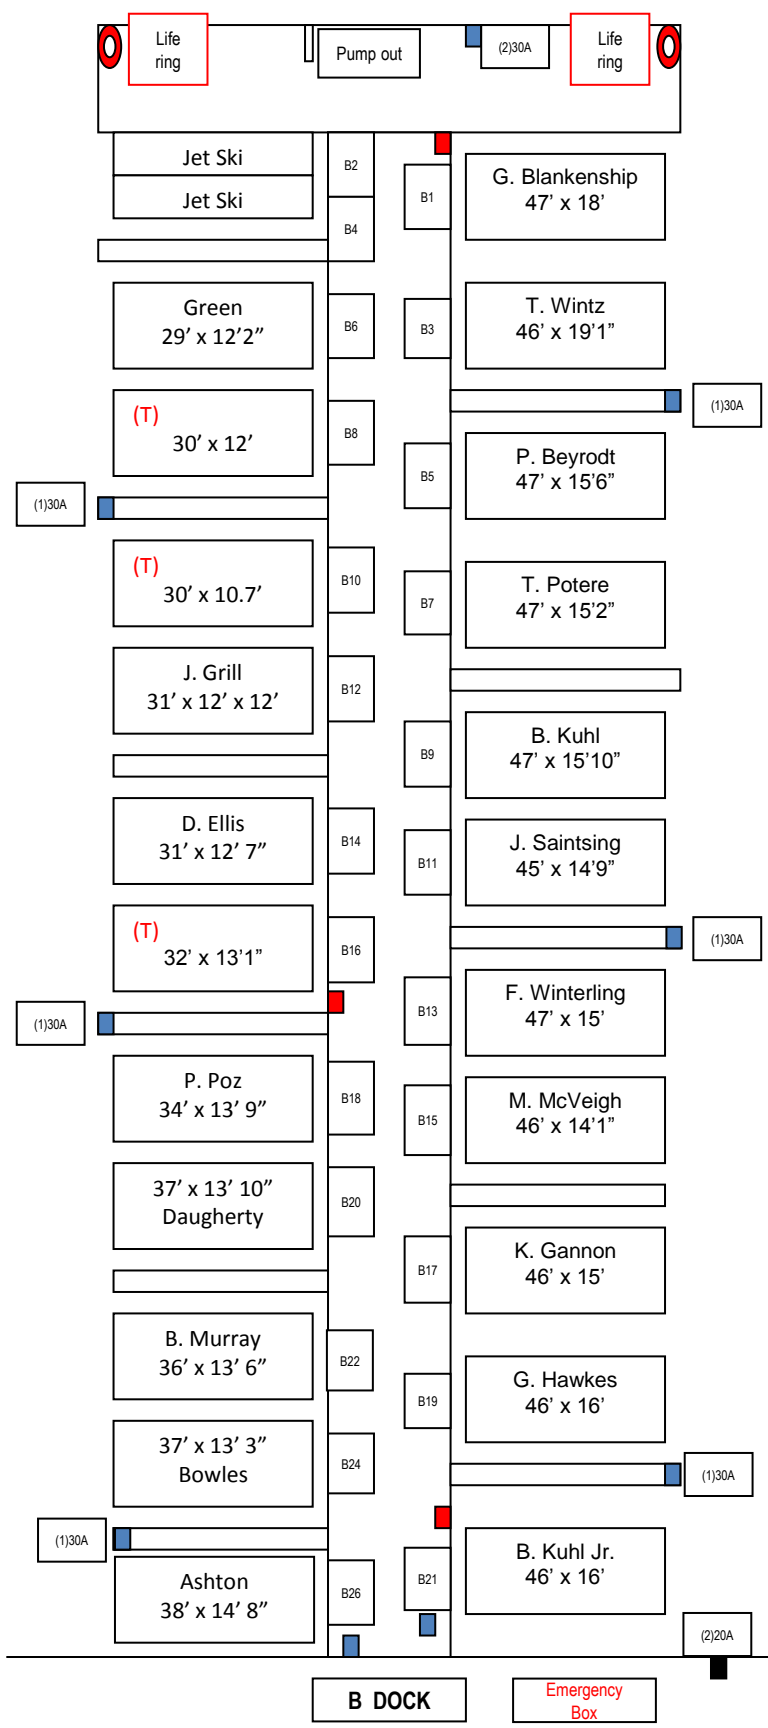 Life
ring
Pump out
(2)30A
Life
ring
Jet Ski
B2
B1
G. Blankenship
47’ x 18’
Jet Ski
B4
Green
29’ x 12’2”
B6
B3
T. Wintz
46’ x 19’1”
(1)30A
(T)
30’ x 12’
B8
B5
P. Beyrodt
47’ x 15’6”
(1)30A
(T)
30’ x 10.7’
B10
B7
T. Potere
47’ x 15’2”
J. Grill
31’ x 12’ x 12’
B12
B9
B. Kuhl
47’ x 15’10”
D. Ellis
31’ x 12’ 7”
B14
B11
J. Saintsing
45’ x 14’9”
(T)
32’ x 13’1”
B16
(1)30A
B13
F. Winterling
47’ x 15’
(1)30A
P. Poz
34’ x 13’ 9”
B18
B15
M. McVeigh
46’ x 14’1”
37’ x 13’ 10”
Daugherty
B20
B17
K. Gannon
46’ x 15’
B. Murray
36’ x 13’ 6”
B22
B19
G. Hawkes
46’ x 16’
37’ x 13’ 3”
Bowles
B24
(1)30A
(1)30A
Ashton
38’ x 14’ 8”
B26
B21
B. Kuhl Jr.
46’ x 16’
(2)20A
B DOCK
Emergency
Box